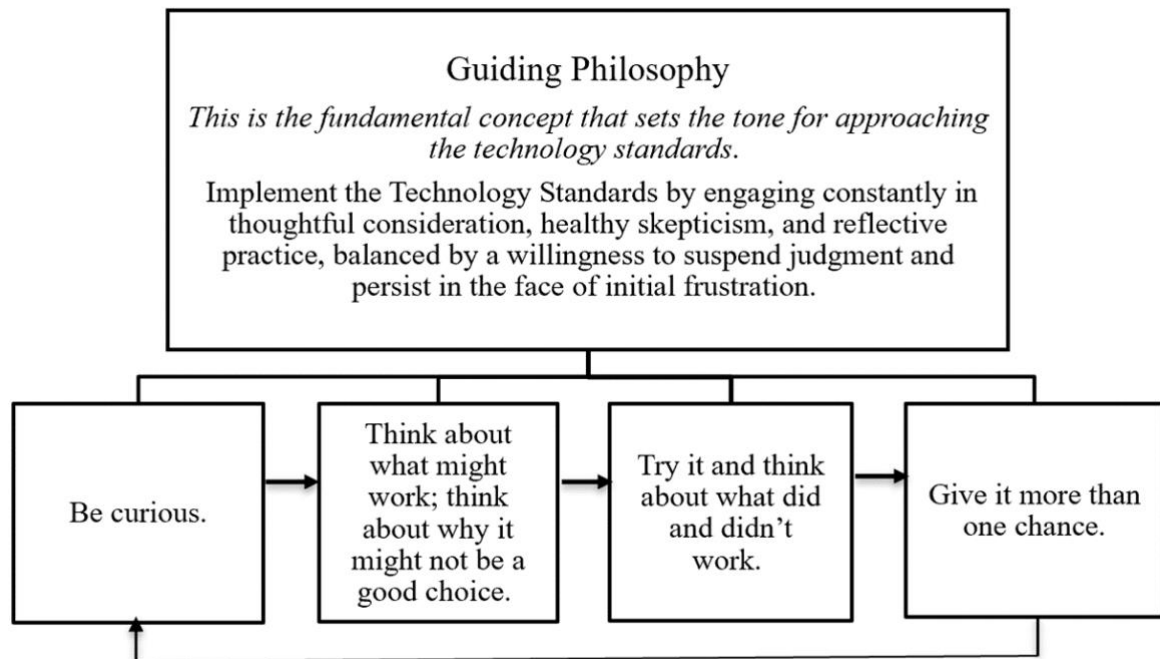 Guiding Philosophy
This is the fundamental concept that sets the tone for approaching
the technology standards.
Implement the Technology Standards by engaging constantly in
thoughtful consideration, healthy skepticism, and reflective
practice, balanced by a willingness to suspend judgment and
persist in the face of initial frustration.
Be curious.
Think about
what might
work; think
about why it
might not be a
good choice.
Try it and think
about what did
and didn’t
work.
Give it more than
one chance.